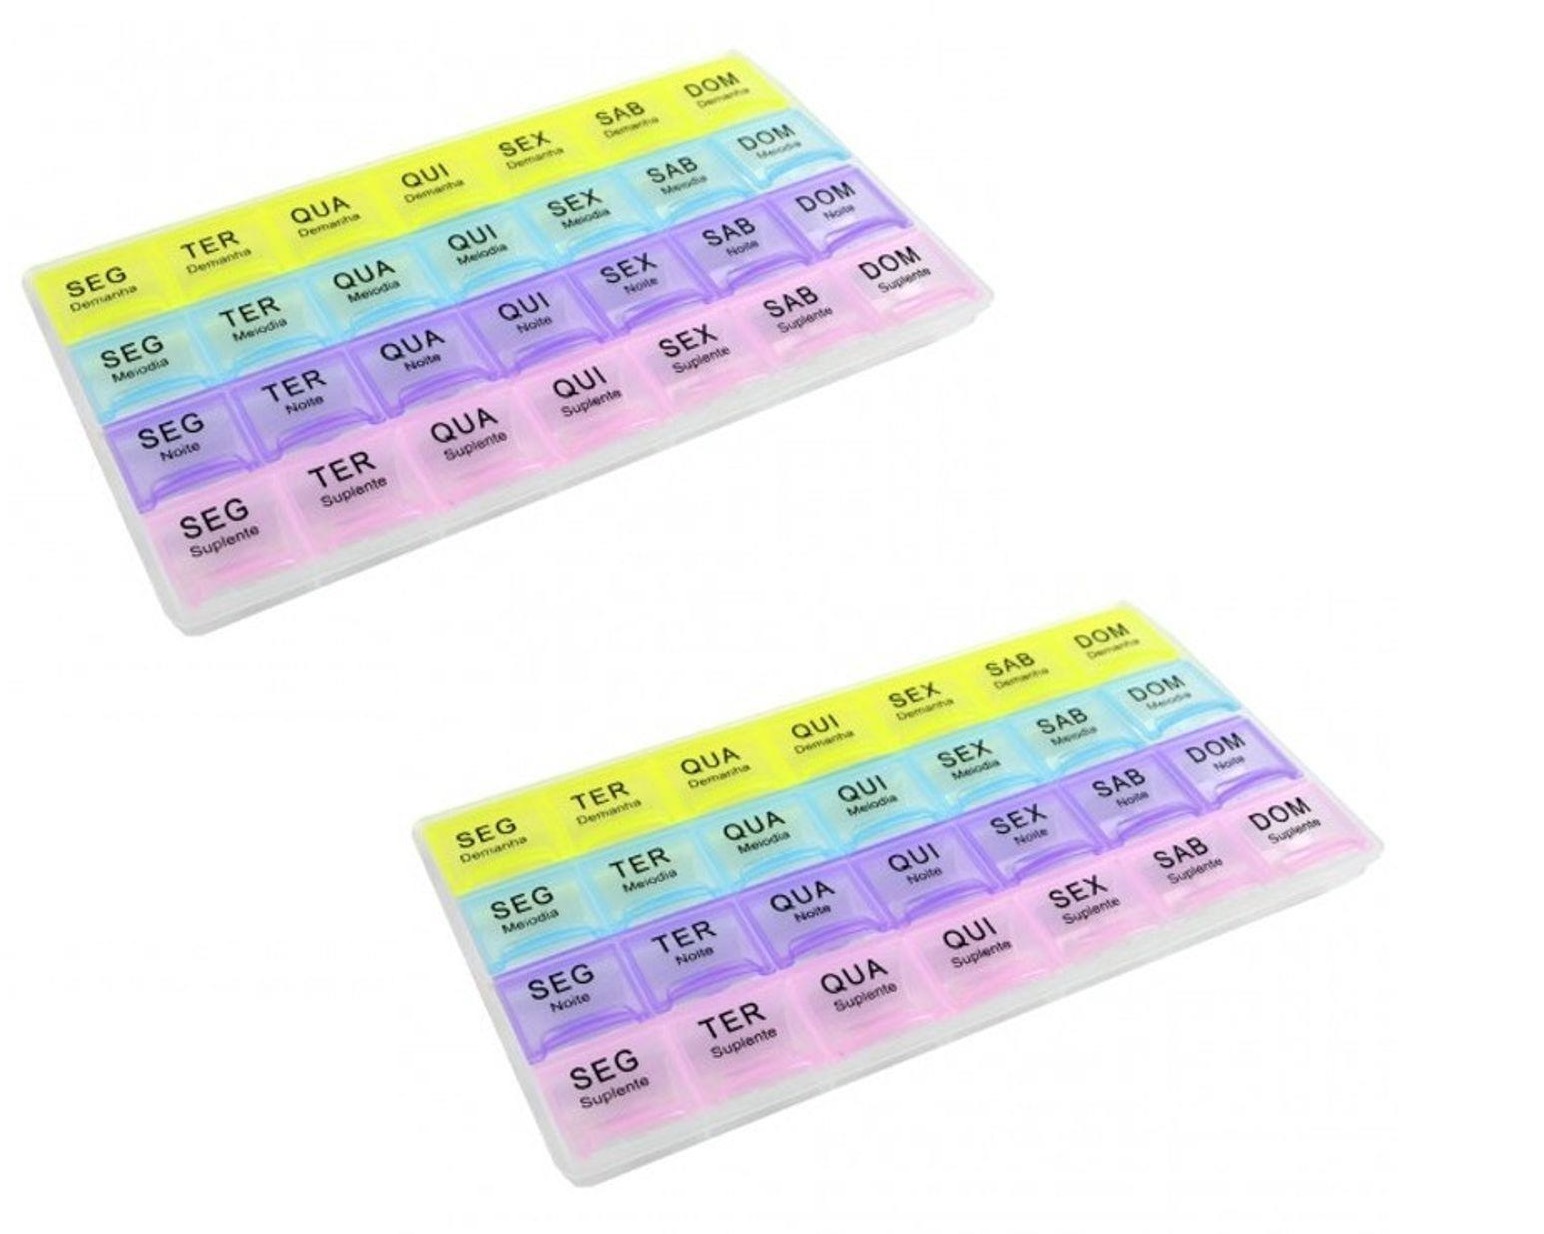 SEG TER QUA QUI SEX SAB DOM
Demanha Demanha Demanha Demanha Demanha Demanha Demanha
SEG TER QUA QUI SEX SAB DOM
Meiodia Meiodia Meiodia Meiodia Meiodia Meiodia Meiodia
SEG TER QUA QUI SEX SAB DOM
Noite Noite Noite Noite Noite Noite Noite
SEG TER QUA QUI SEX SAB DOM
Suplente Suplente Suplente Suplente Suplente Suplente Suplente
SEG TER QUA QUI SEX SAB DOM
Demanha Demanha Demanha Demanha Demanha Demanha Demanha
SEG TER QUA QUI SEX SAB DOM
Meiodia Meiodia Meiodia Meiodia Meiodia Meiodia Meiodia
SEG TER QUA QUI SEX SAB DOM
Noite Noite Noite Noite Noite Noite Noite
SEG TER QUA QUI SEX SAB DOM
Suplente Suplente Suplente Suplente Suplente Suplente Suplente